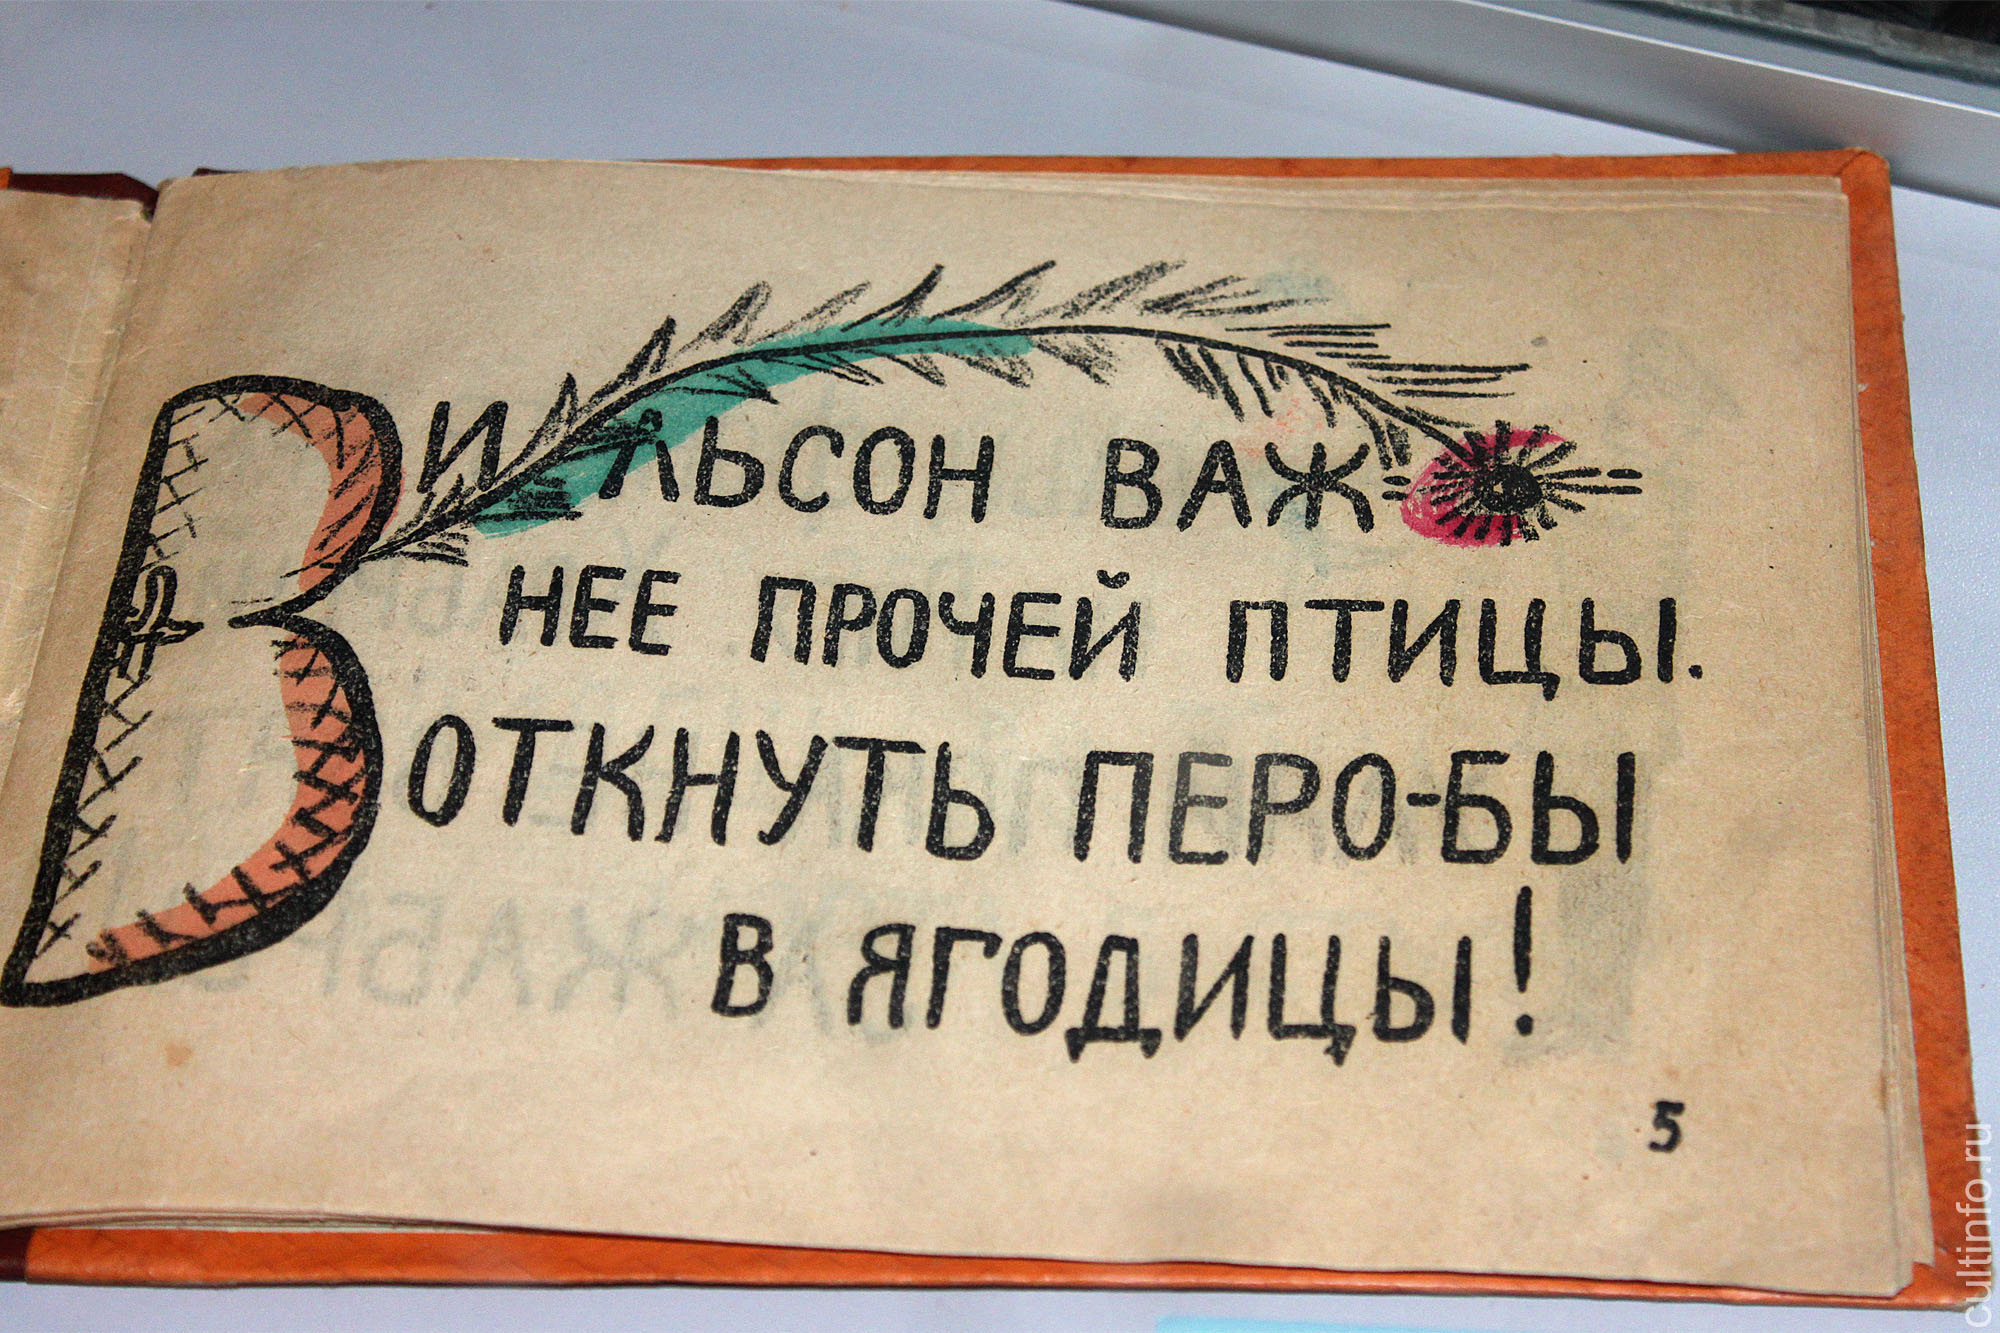 Вильсон важ=
нее прочей птицы.
Воткнуть перо-бы
в ягодицы!
5
cultinfo.ru